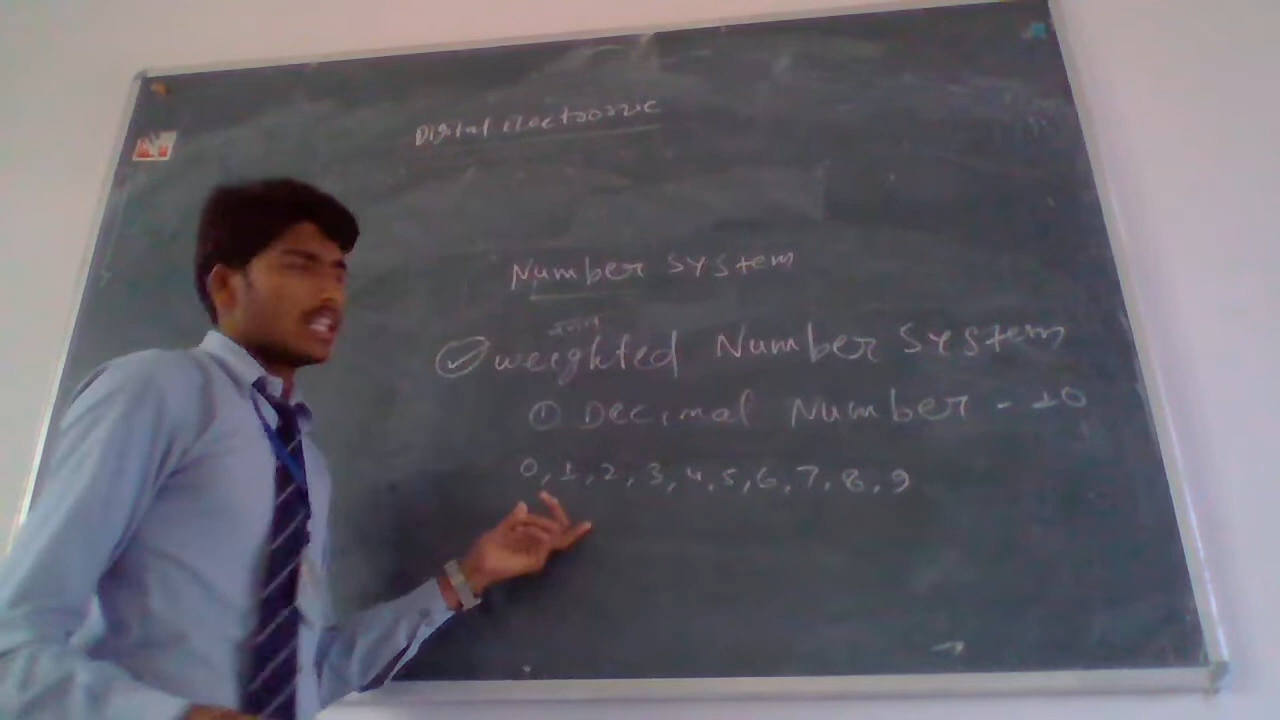 Digital Electronic
Number System
weighted Number System
① Decimal Number - 10
0, 1, 2, 3, 4, 5, 6, 7, 8, 9